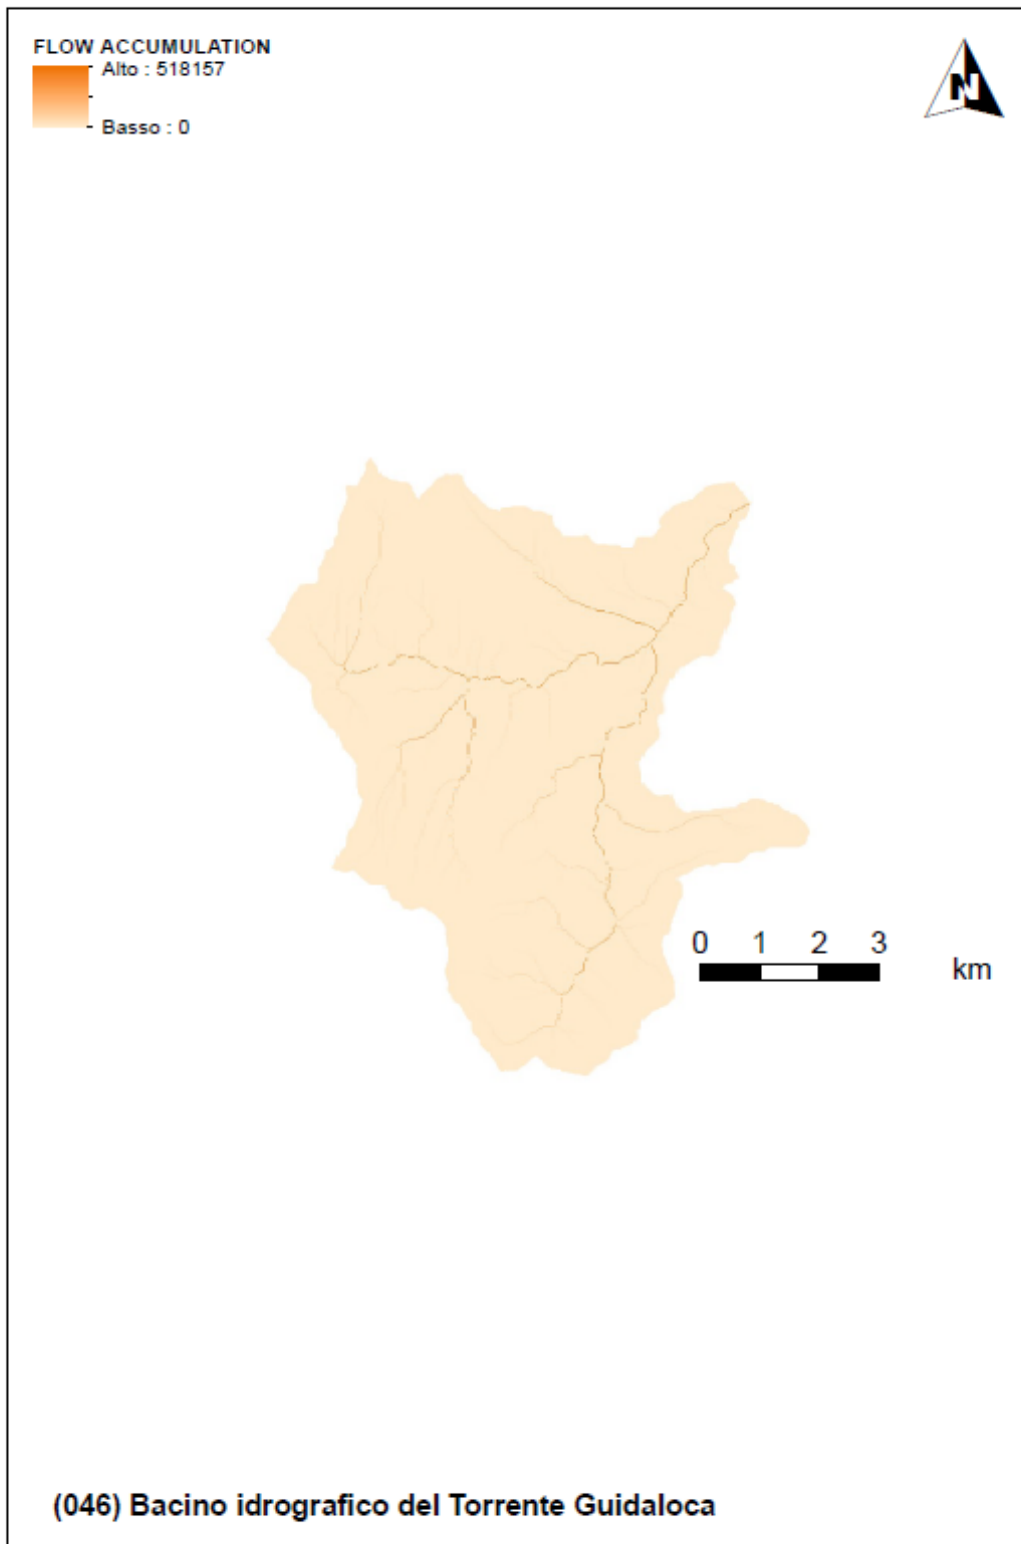 FLOW ACCUMULATION
Alto : 518157
Basso : 0
N
0 1 2 3
km
(046) Bacino idrografico del Torrente Guidaloca